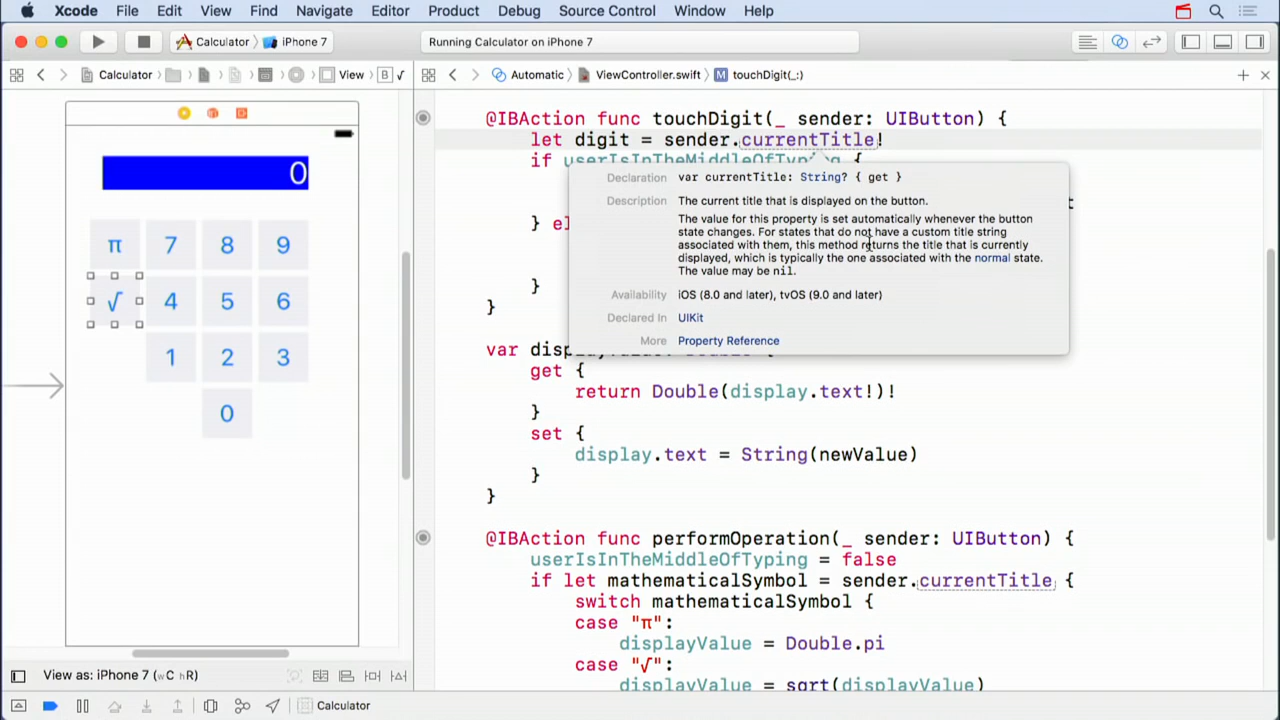 Xcode File Edit View Find Navigate Editor Product Debug Source Control Window Help
Calculator iPhone 7 Running Calculator on iPhone 7
Calculator View B √ Automatic ViewController.swift M touchDigit(_:)
0
π 7 8 9
√ 4 5 6
1 2 3
0
@IBAction func touchDigit(_ sender: UIButton) {
let digit = sender.currentTitle!
if userIsInTheMiddleOfTyping {
Declaration var currentTitle: String? { get }
Description The current title that is displayed on the button.
The value for this property is set automatically whenever the button
state changes. For states that do not have a custom title string
associated with them, this method returns the title that is currently
displayed, which is typically the one associated with the normal state.
The value may be nil.
Availability iOS (8.0 and later), tvOS (9.0 and later)
Declared In UIKit
More Property Reference
t
} el
}
}
var displayValue: Double {
get {
return Double(display.text!)!
}
set {
display.text = String(newValue)
}
}
@IBAction func performOperation(_ sender: UIButton) {
userIsInTheMiddleOfTyping = false
if let mathematicalSymbol = sender.currentTitle {
switch mathematicalSymbol {
case "π":
displayValue = Double.pi
case "√":
displayValue = sqrt(displayValue)
View as: iPhone 7 (wC hR)
Calculator